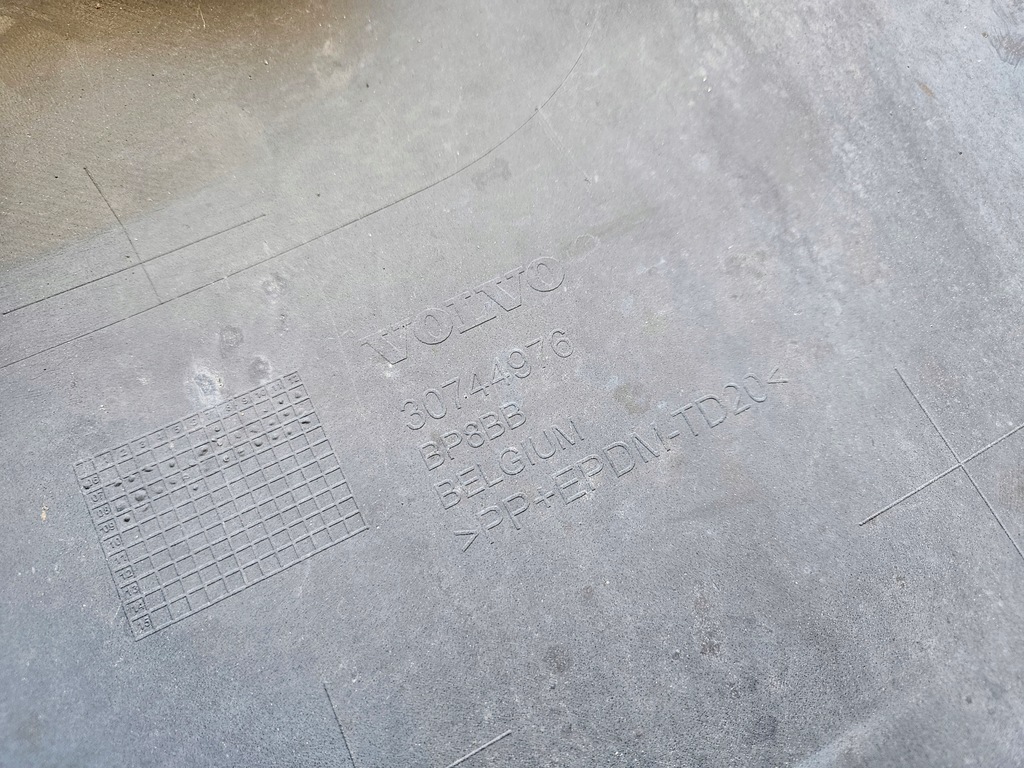 VOLVO
30744976
BP8BB
BELGIUM
>PP+EPDM-TD20<